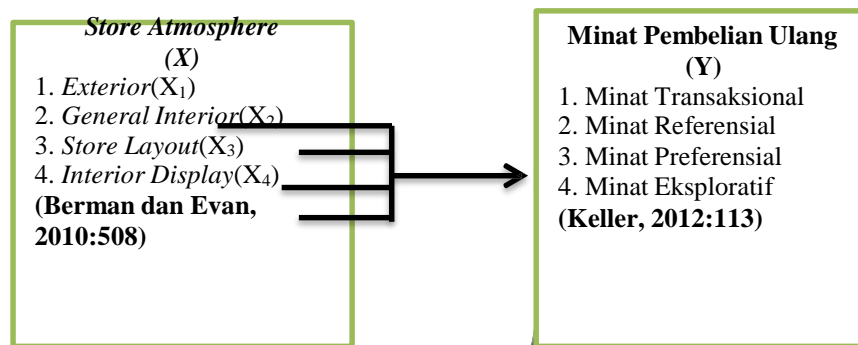 Store Atmosphere
(X)
1. Exterior(X₁)
2. General Interior(X₂)
3. Store Layout(X₃)
4. Interior Display(X₄)
(Berman dan Evan,
2010:508)
Minat Pembelian Ulang
(Y)
1. Minat Transaksional
2. Minat Referensial
3. Minat Preferensial
4. Minat Eksploratif
(Keller, 2012:113)